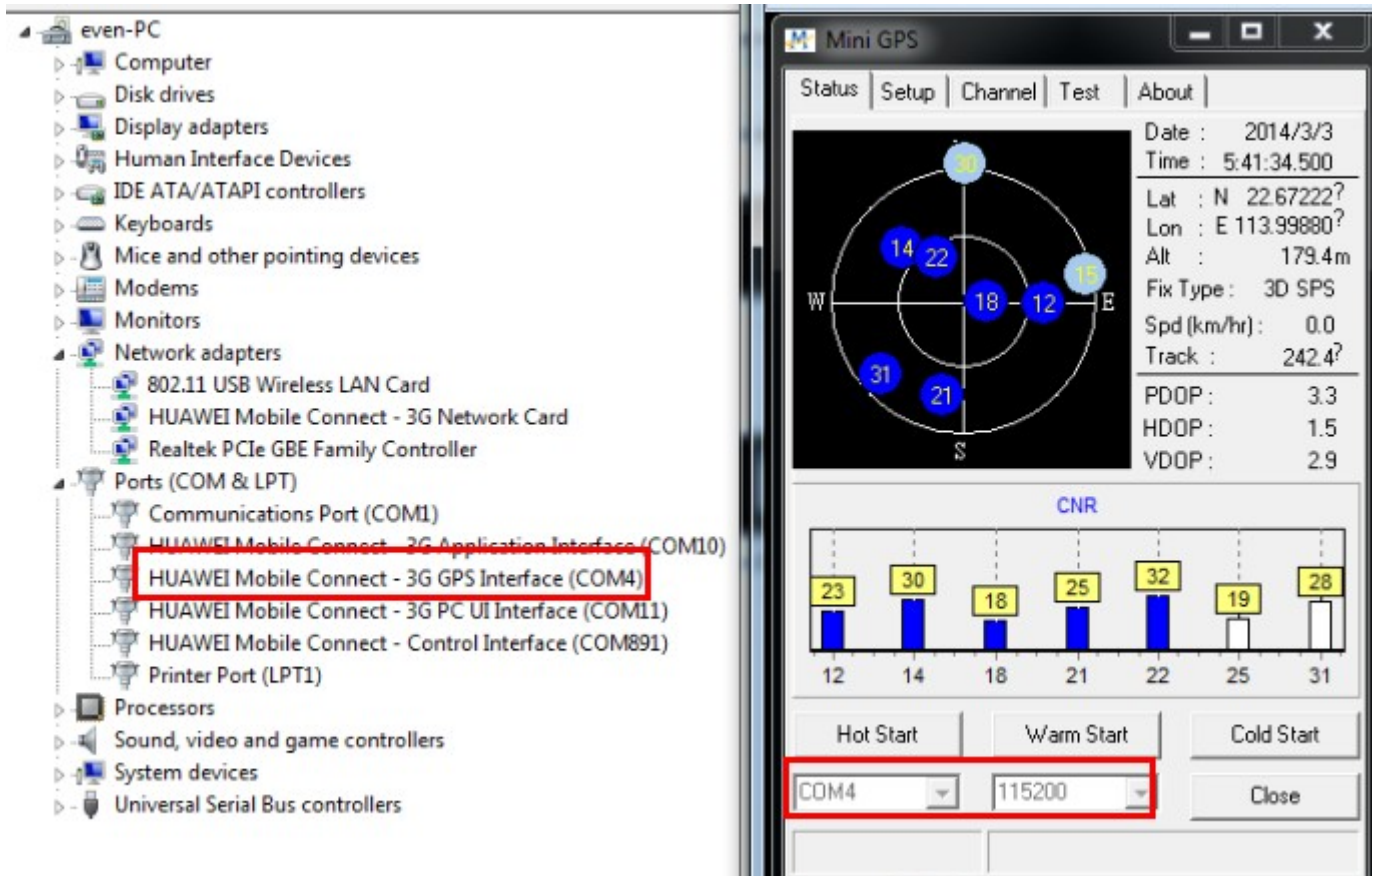 even-PC
Computer
Disk drives
Display adapters
Human Interface Devices
IDE ATA/ATAPI controllers
Keyboards
Mice and other pointing devices
Modems
Monitors
Network adapters
802.11 USB Wireless LAN Card
HUAWEI Mobile Connect - 3G Network Card
Realtek PCIe GBE Family Controller
Ports (COM & LPT)
Communications Port (COM1)
HUAWEI Mobile Connect - 3G Application Interface (COM10)
HUAWEI Mobile Connect - 3G GPS Interface (COM4)
HUAWEI Mobile Connect - 3G PC UI Interface (COM11)
HUAWEI Mobile Connect - Control Interface (COM891)
Printer Port (LPT1)
Processors
Sound, video and game controllers
System devices
Universal Serial Bus controllers
Mini GPS
Status Setup Channel Test About
30
14 22
15
W 18 12 E
31
21
S
Date : 2014/3/3
Time : 5:41:34.500
Lat : N 22.67222?
Lon : E 113.99880?
Alt : 179.4m
Fix Type : 3D SPS
Spd (km/hr) : 0.0
Track : 242.4?
PDOP : 3.3
HDOP : 1.5
VDOP : 2.9
CNR
23 30 18 25 32 19 28
12 14 18 21 22 25 31
Hot Start Warm Start Cold Start
COM4 115200 Close